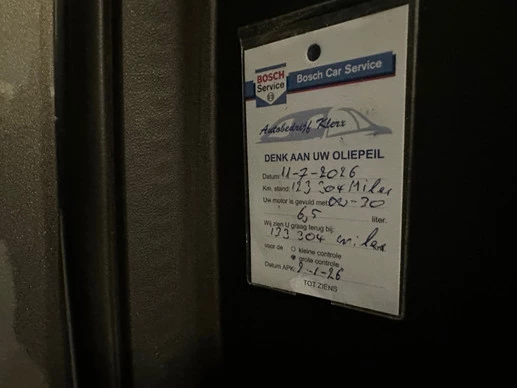 BOSCH
Service
Bosch Car Service
Autobedrijf Klerx
DENK AAN UW OLIEPEIL
Datum 11-7-2026
Km. stand: 123 304 Miles
Uw motor is gevuld met 0W-30
6,5 liter.
Wij zien U graag terug bij:
133 304 miles
voor de kleine controle
grote controle
Datum APK: 9-1-26
TOT ZIENS